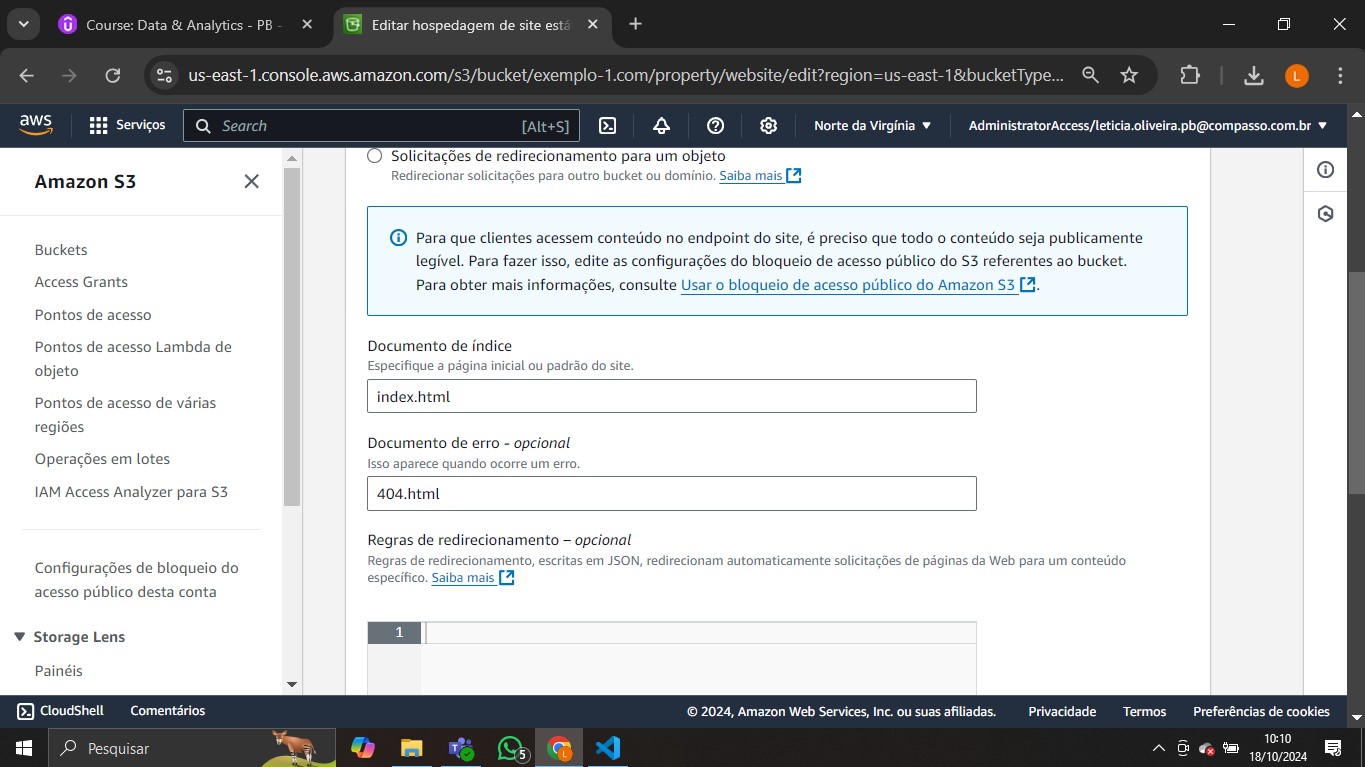 Course: Data & Analytics - PB -
Editar hospedagem de site está
us-east-1.console.aws.amazon.com/s3/bucket/exemplo-1.com/property/website/edit?region=us-east-1&bucketType...
L
aws
Serviços
Search
[Alt+S]
Norte da Virgínia
AdministratorAccess/leticia.oliveira.pb@compasso.com.br
Amazon S3
Buckets
Access Grants
Pontos de acesso
Pontos de acesso Lambda de
objeto
Pontos de acesso de várias
regiões
Operações em lotes
IAM Access Analyzer para S3
Configurações de bloqueio do
acesso público desta conta
Storage Lens
Painéis
Solicitações de redirecionamento para um objeto
Redirecionar solicitações para outro bucket ou domínio. Saiba mais
Para que clientes acessem conteúdo no endpoint do site, é preciso que todo o conteúdo seja publicamente
legível. Para fazer isso, edite as configurações do bloqueio de acesso público do S3 referentes ao bucket.
Para obter mais informações, consulte Usar o bloqueio de acesso público do Amazon S3.
Documento de índice
Especifique a página inicial ou padrão do site.
index.html
Documento de erro - opcional
Isso aparece quando ocorre um erro.
404.html
Regras de redirecionamento – opcional
Regras de redirecionamento, escritas em JSON, redirecionam automaticamente solicitações de páginas da Web para um conteúdo
específico. Saiba mais
1
CloudShell
Comentários
© 2024, Amazon Web Services, Inc. ou suas afiliadas.
Privacidade
Termos
Preferências de cookies
Pesquisar
5
L
10:10
18/10/2024